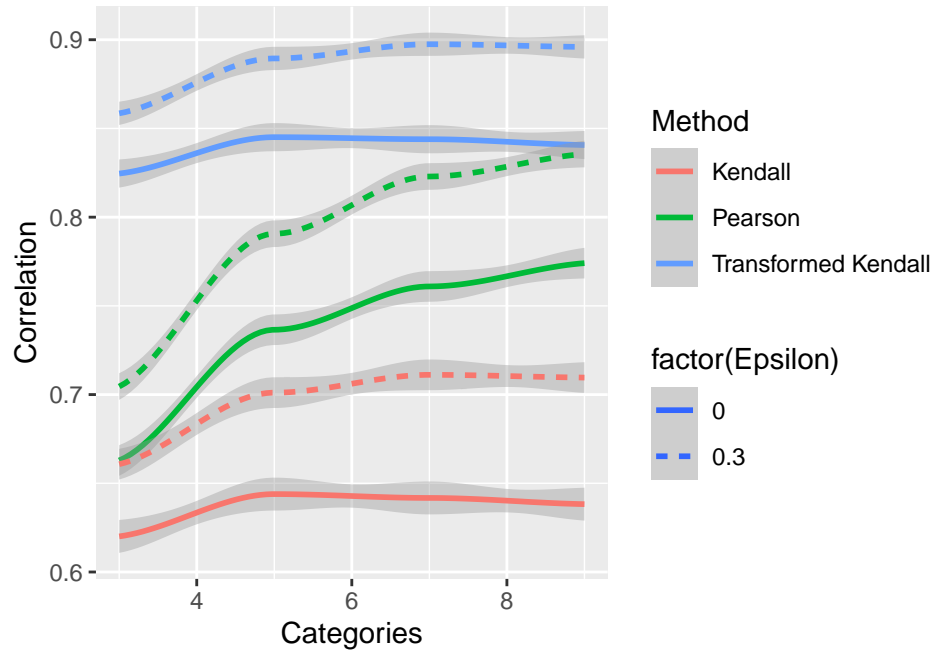 0.9
0.8
0.7
0.6
Correlation
4
6
8
Categories
Method
Kendall
Pearson
Transformed Kendall
factor(Epsilon)
0
0.3